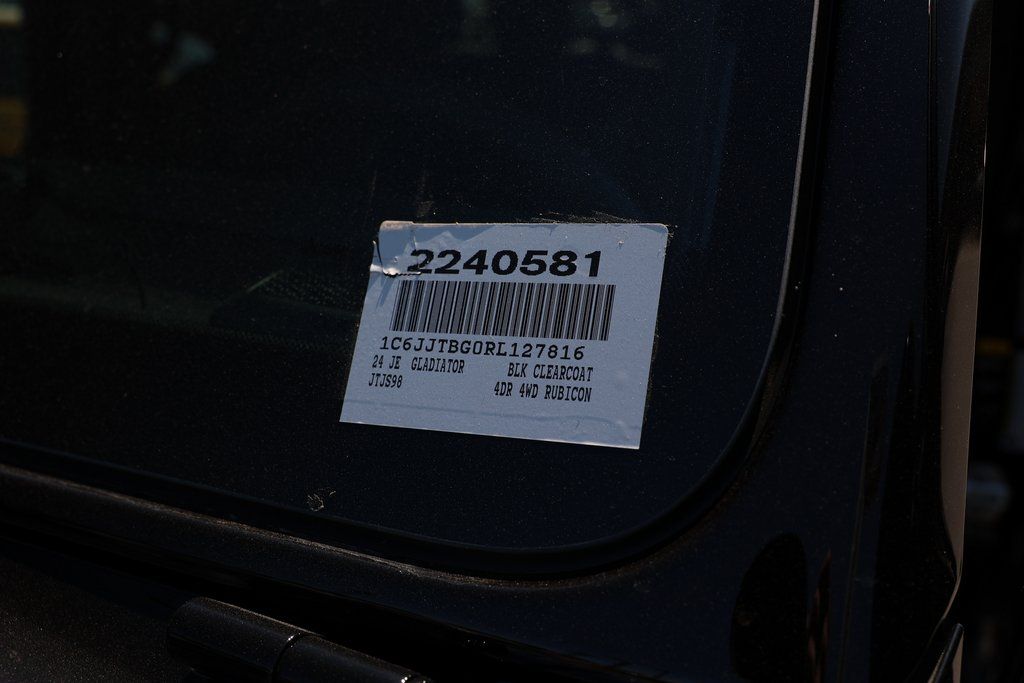 2240581
1C6JJTBG0RL127816
24 JE GLADIATOR BLK CLEARCOAT
JTJS98 4DR 4WD RUBICON